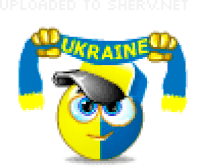 UPLOADED TO SHERV.NET
UKRAINE